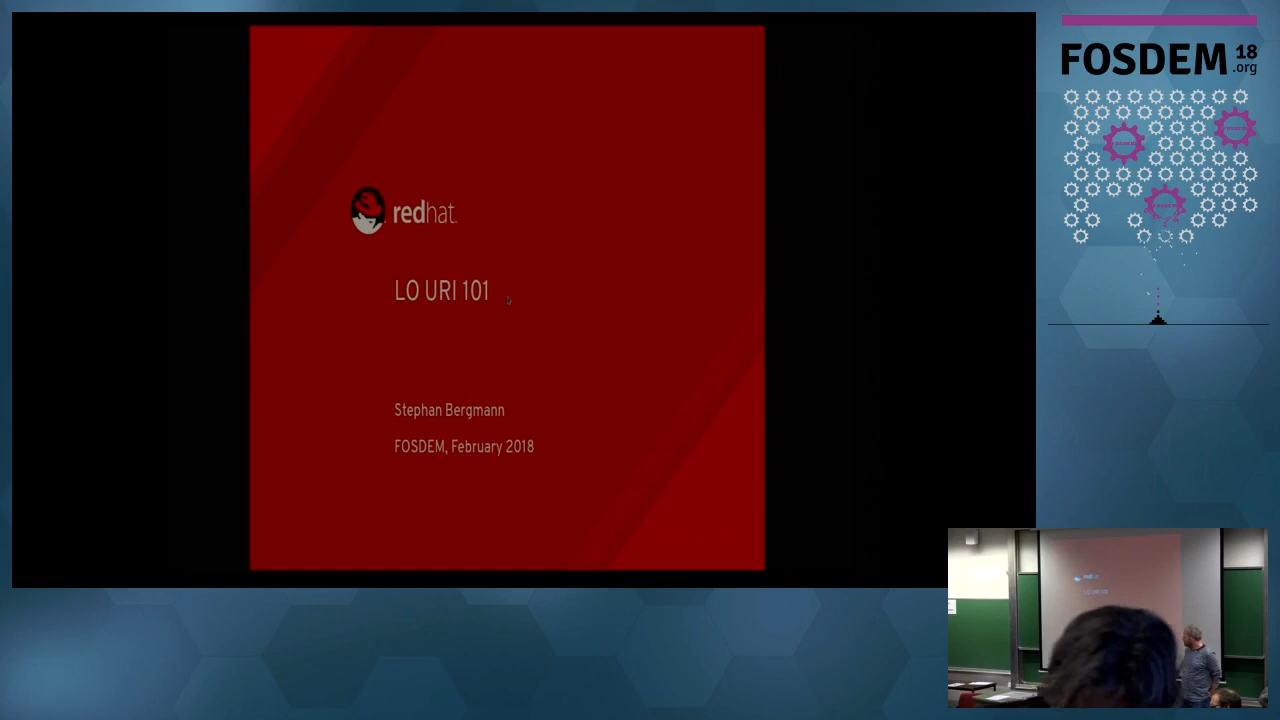 redhat.
LO URI 101
Stephan Bergmann
FOSDEM, February 2018
FOSDEM 18
.org